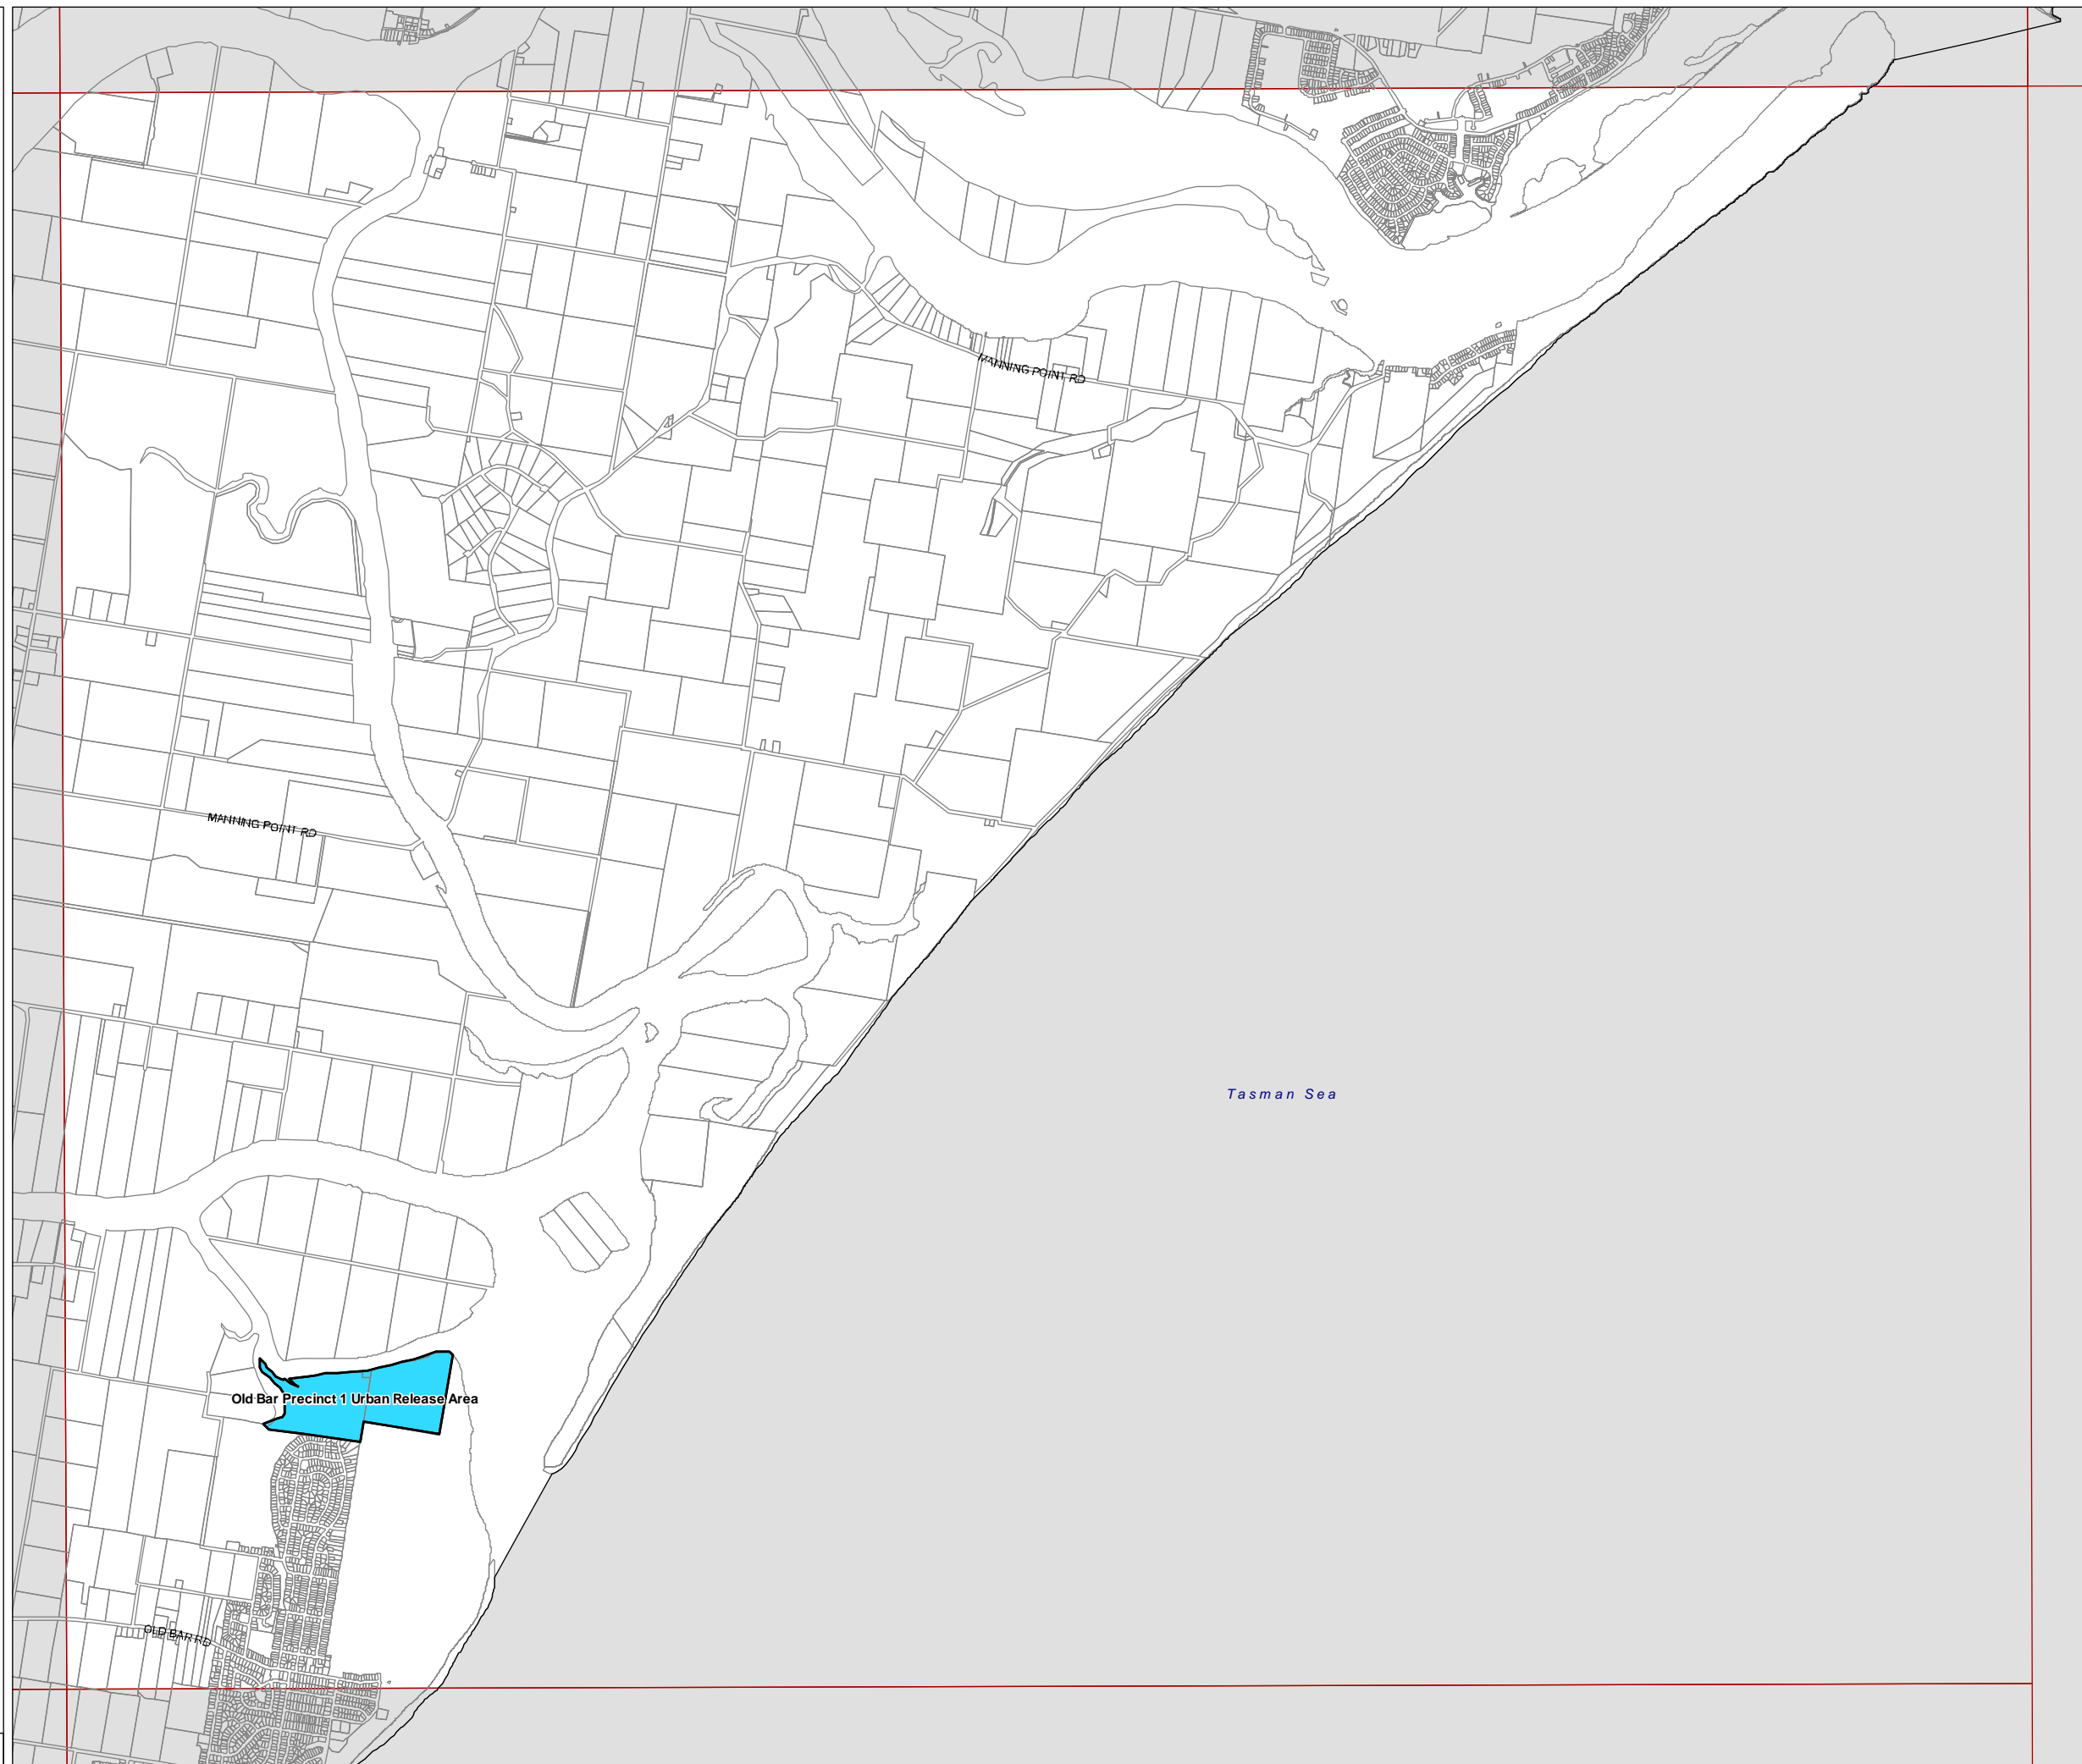 MANNING POINT RD
MANNING POINT RD
Tasman Sea
Old Bar Precinct 1 Urban Release Area
OLD BAR RD